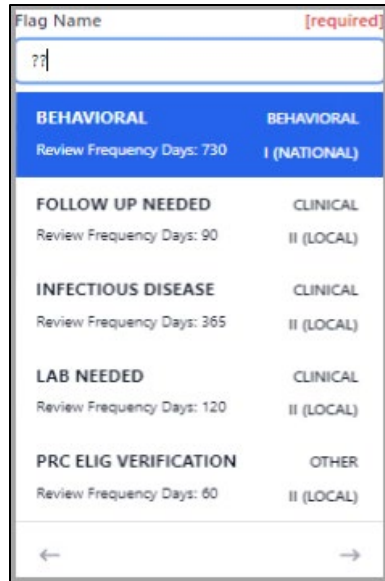 Flag Name [required]
??
BEHAVIORAL BEHAVIORAL
Review Frequency Days: 730 I (NATIONAL)
FOLLOW UP NEEDED CLINICAL
Review Frequency Days: 90 II (LOCAL)
INFECTIOUS DISEASE CLINICAL
Review Frequency Days: 365 II (LOCAL)
LAB NEEDED CLINICAL
Review Frequency Days: 120 II (LOCAL)
PRC ELIG VERIFICATION OTHER
Review Frequency Days: 60 II (LOCAL)